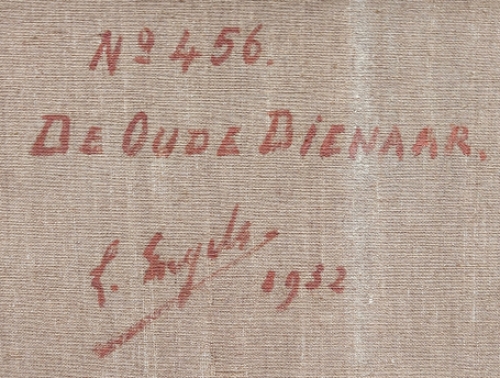 Nº 456.
DE OUDE DIENAAR.
1932